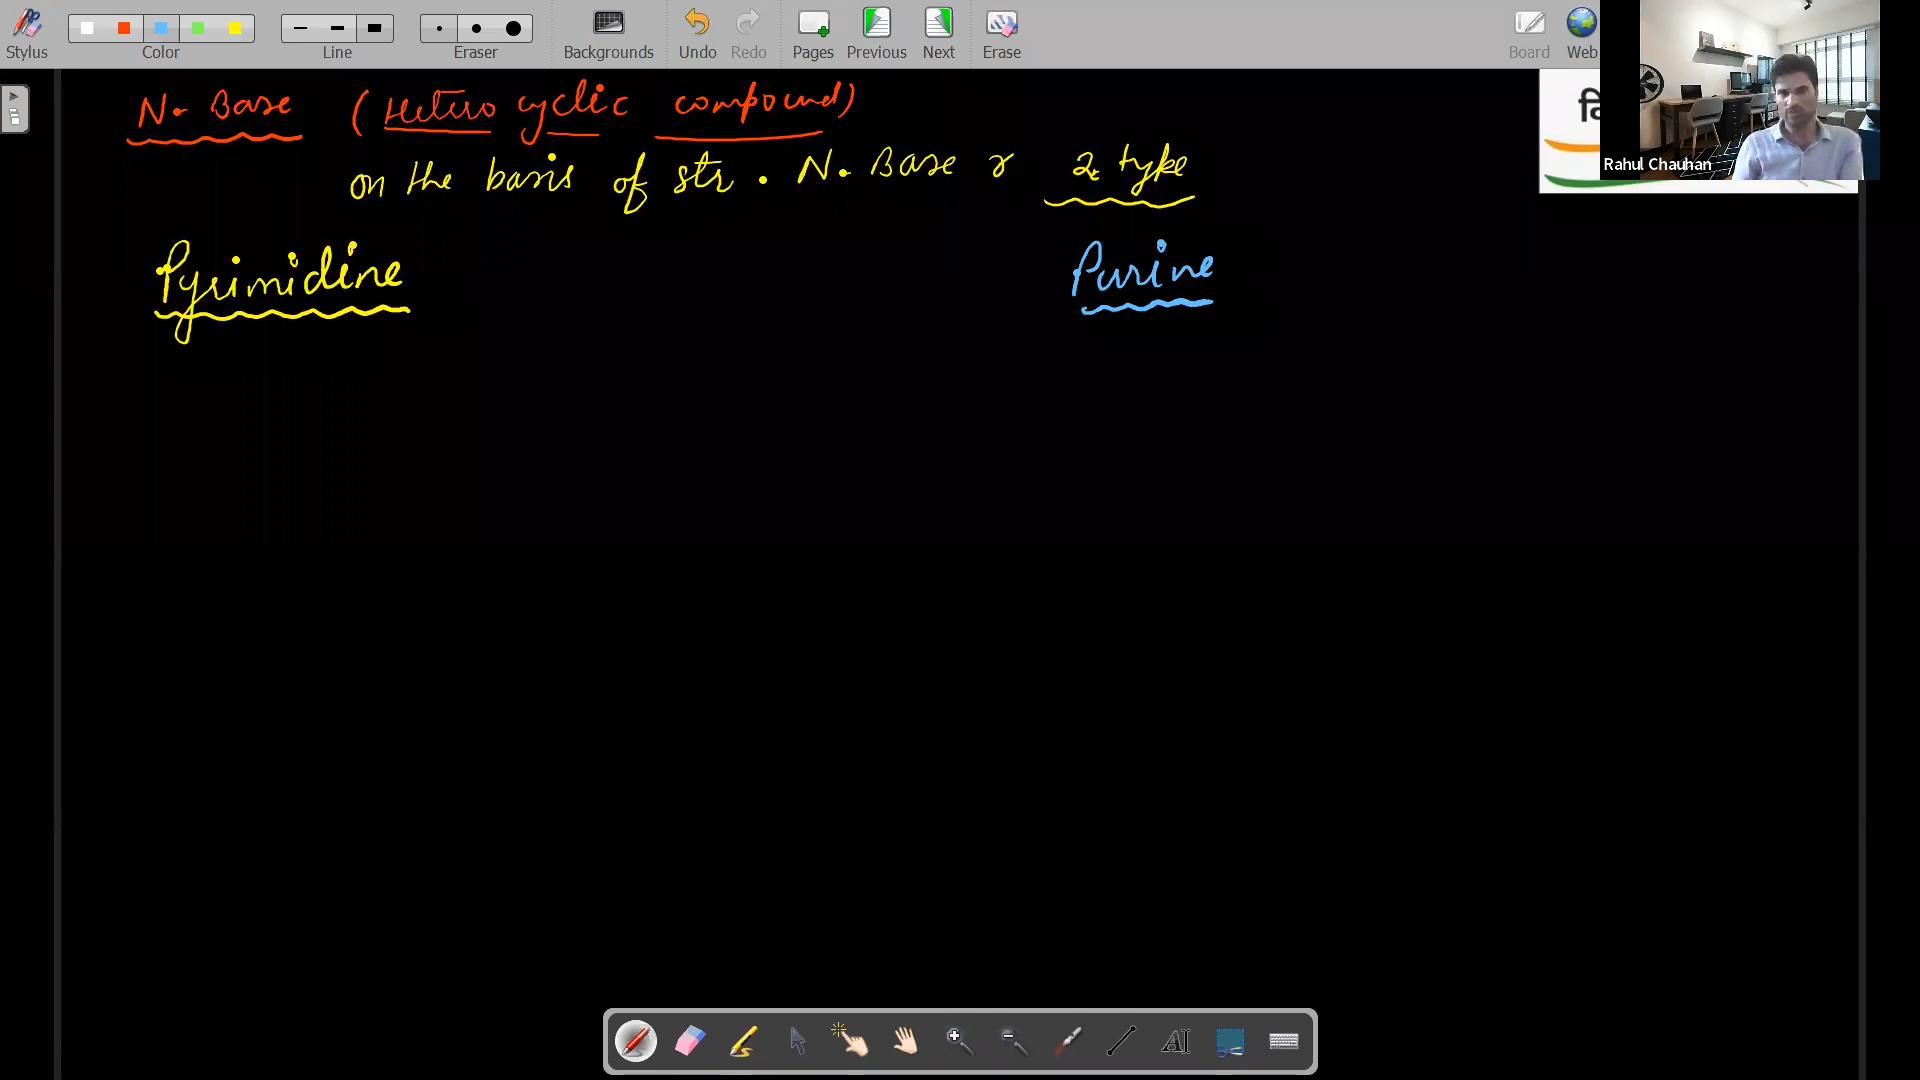 Stylus Color Line Eraser Backgrounds Undo Redo Pages Previous Next Erase Board Web
N. Base (Hetero cyclic compound)
on the basis of str. N. Base r 2 type
Pyrimidine Purine
Rahul Chauhan